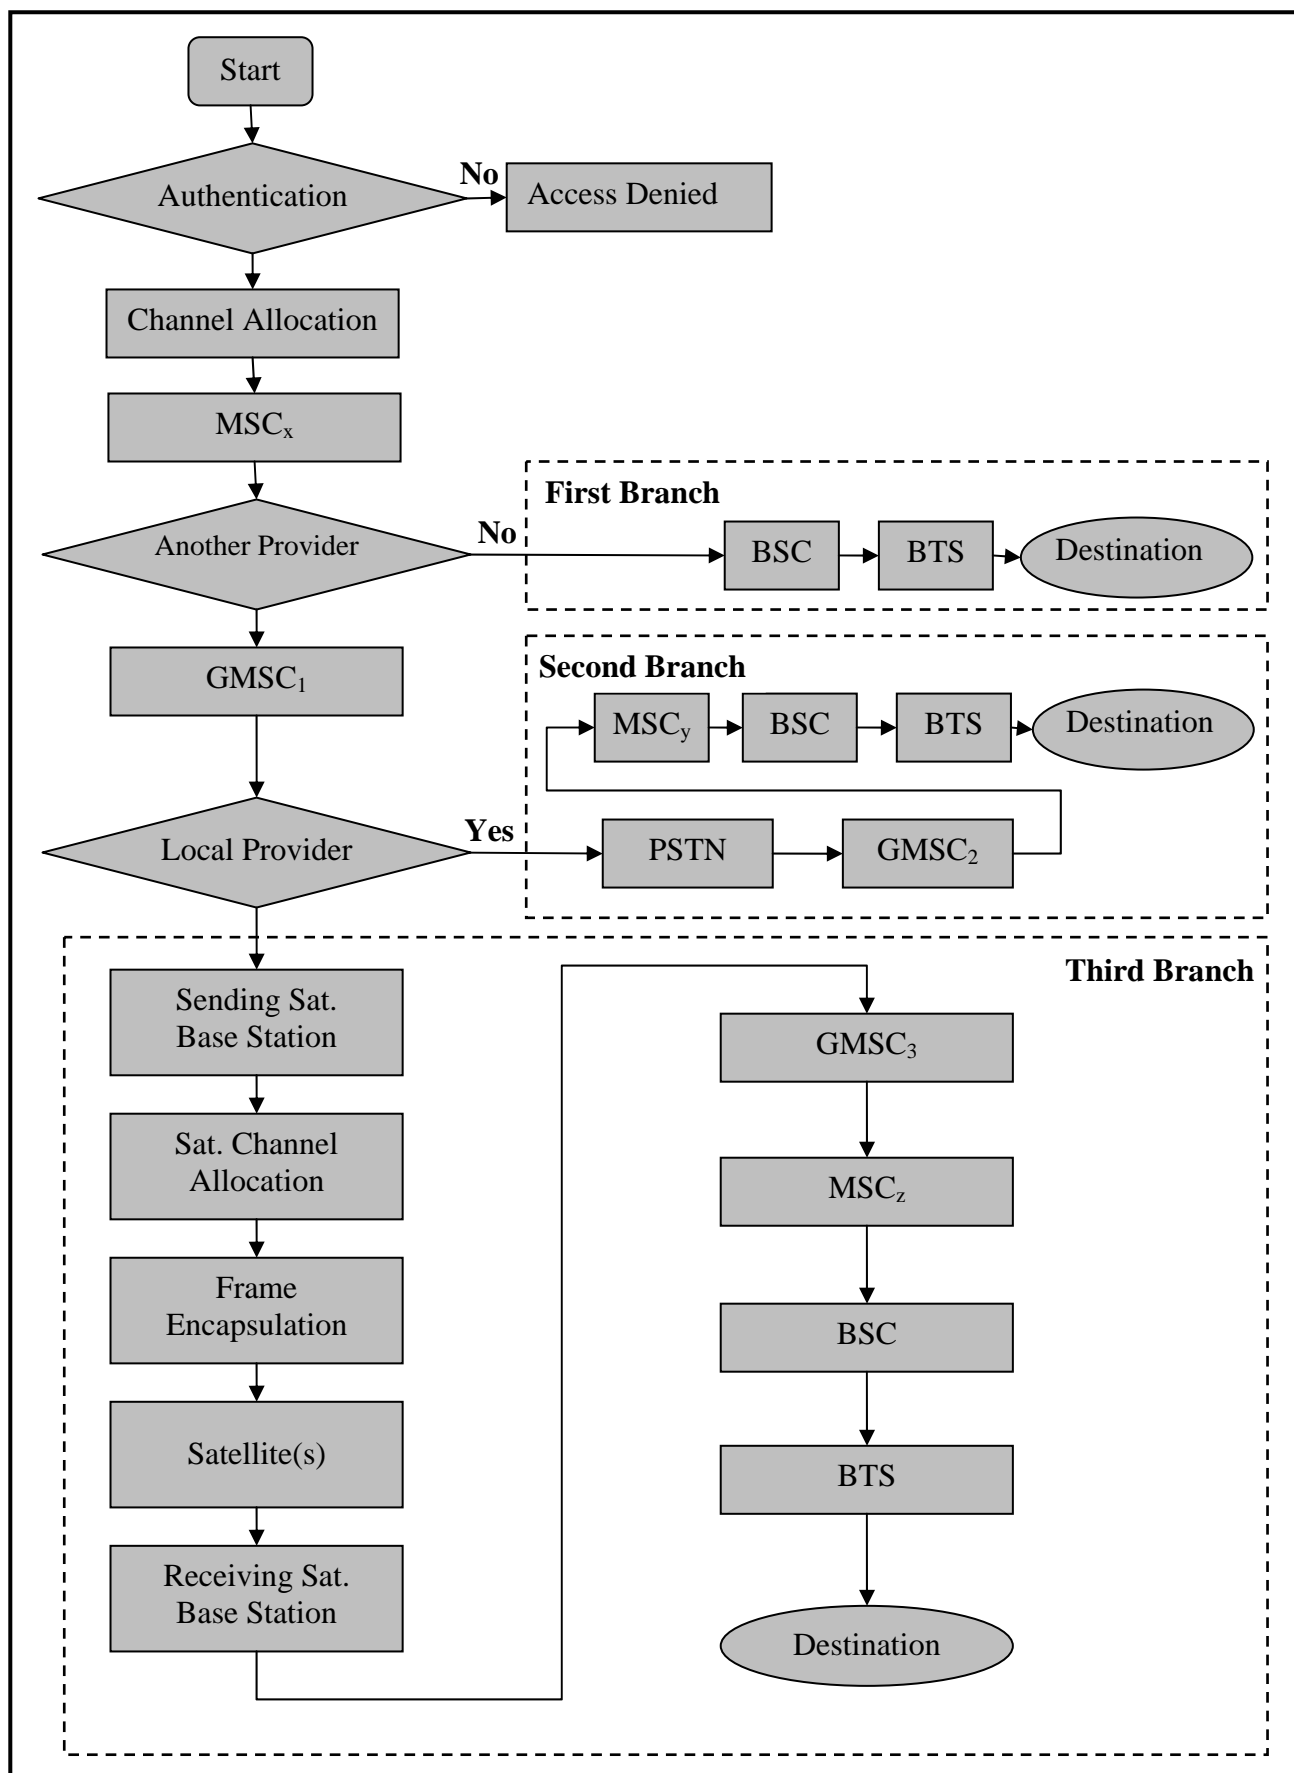 Start
Authentication
No
Access Denied
Channel Allocation
MSCx
Another Provider
No
First Branch
BSC
BTS
Destination
GMSC1
Second Branch
MSCy
BSC
BTS
Destination
Local Provider
Yes
PSTN
GMSC2
Third Branch
Sending Sat.
Base Station
Sat. Channel
Allocation
Frame
Encapsulation
Satellite(s)
Receiving Sat.
Base Station
GMSC3
MSCz
BSC
BTS
Destination